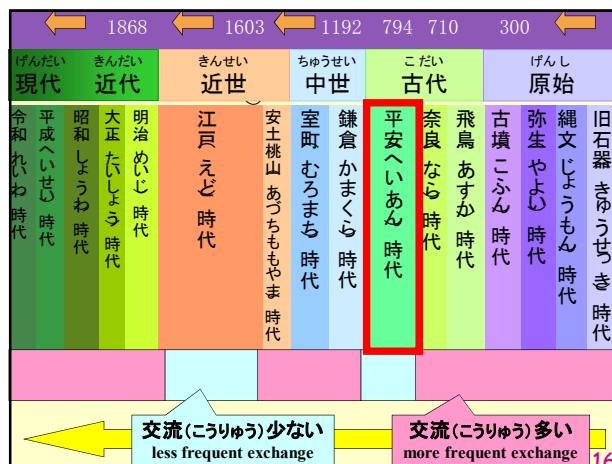 1868 1603 1192 794 710 300
げんだい きんだい きんせい ちゅうせい こだい げんし
現代 近代 近世 中世 古代 原始
旧石器 きゅうせっき 時代
縄文 じょうもん 時代
弥生 やよい 時代
古墳 こふん 時代
飛鳥 あすか 時代
奈良 なら 時代
平安 へいあん 時代
鎌倉 かまくら 時代
室町 むろまち 時代
安土桃山 あづちももやま 時代
江戸 えど 時代
明治 めいじ 時代
大正 たいしょう 時代
昭和 しょうわ 時代
平成 へいせい 時代
令和 れいわ 時代
交流(こうりゅう)少ない
less frequent exchange
交流(こうりゅう)多い
more frequent exchange
16